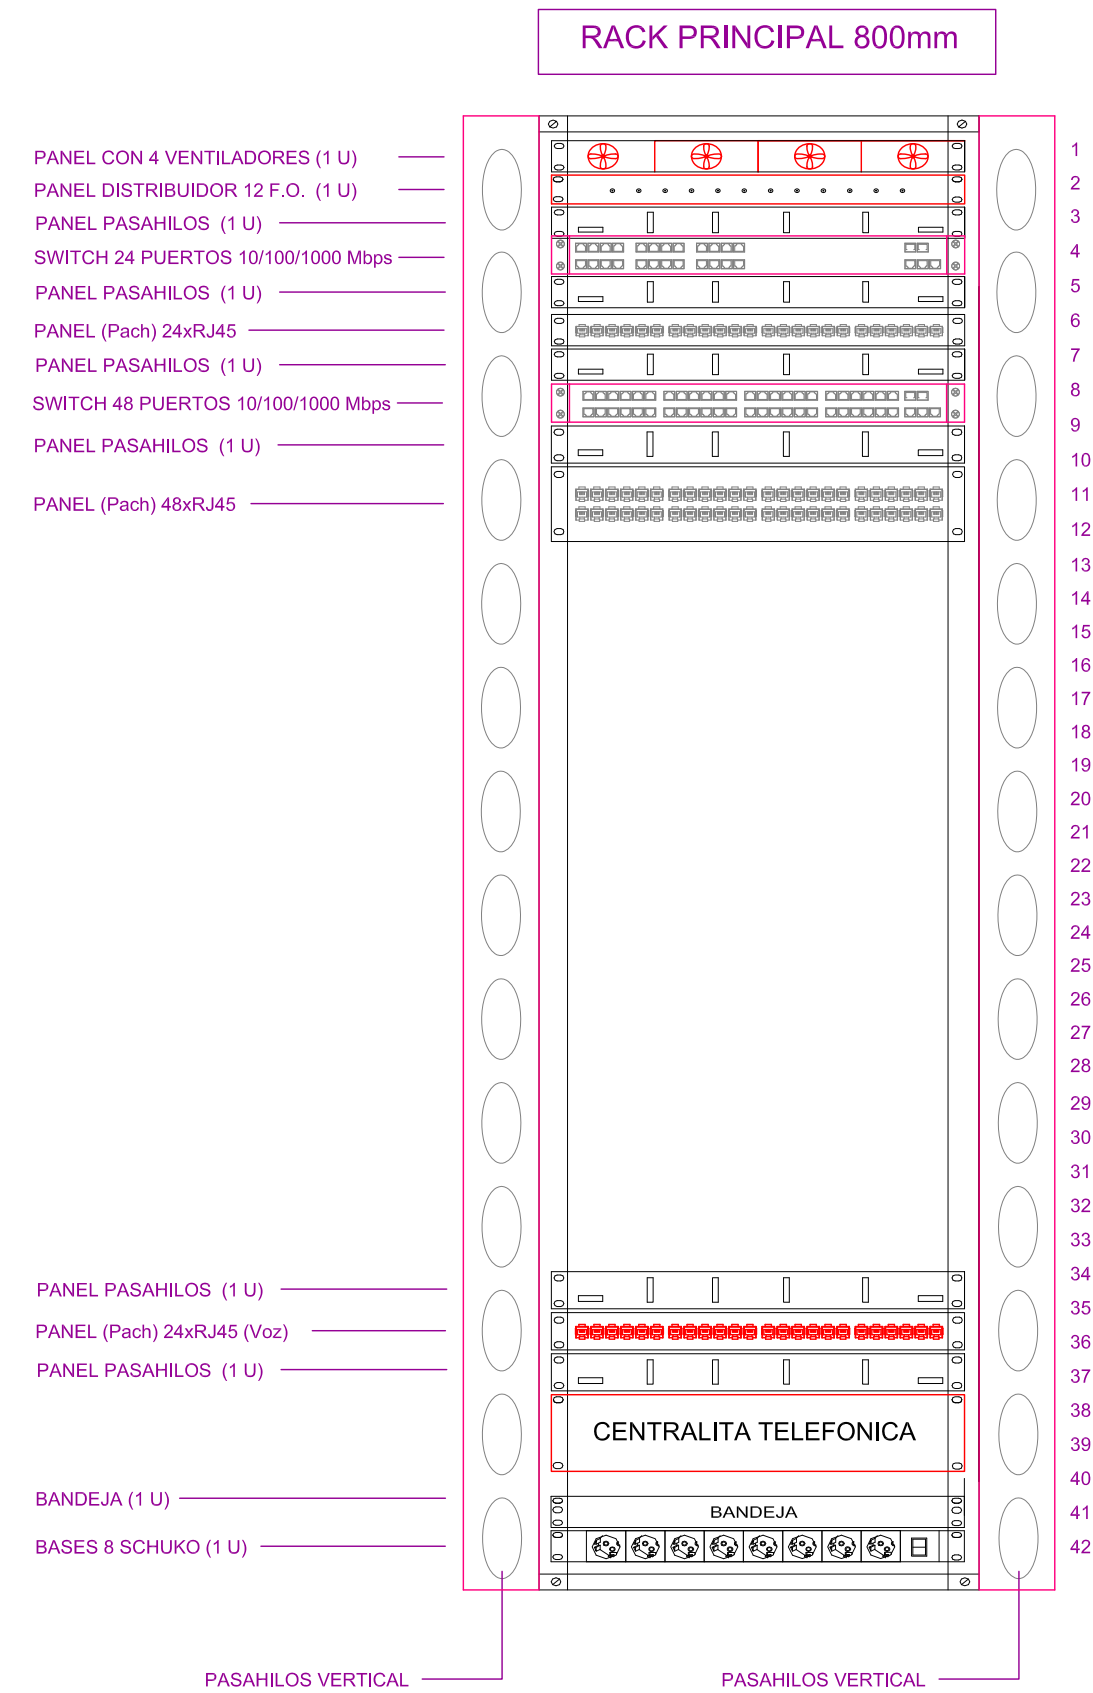 RACK PRINCIPAL 800mm
PANEL CON 4 VENTILADORES (1 U) 1
PANEL DISTRIBUIDOR 12 F.O. (1 U) 2
PANEL PASAHILOS (1 U) 3
SWITCH 24 PUERTOS 10/100/1000 Mbps 4
PANEL PASAHILOS (1 U) 5
PANEL (Pach) 24xRJ45 6
PANEL PASAHILOS (1 U) 7
SWITCH 48 PUERTOS 10/100/1000 Mbps 8
9
PANEL PASAHILOS (1 U) 10
PANEL (Pach) 48xRJ45 11
12
13
14
15
16
17
18
19
20
21
22
23
24
25
26
27
28
29
30
31
32
33
PANEL PASAHILOS (1 U) 34
35
PANEL (Pach) 24xRJ45 (Voz) 36
PANEL PASAHILOS (1 U) 37
38
CENTRALITA TELEFONICA 39
40
BANDEJA (1 U) BANDEJA 41
BASES 8 SCHUKO (1 U) 42
PASAHILOS VERTICAL PASAHILOS VERTICAL